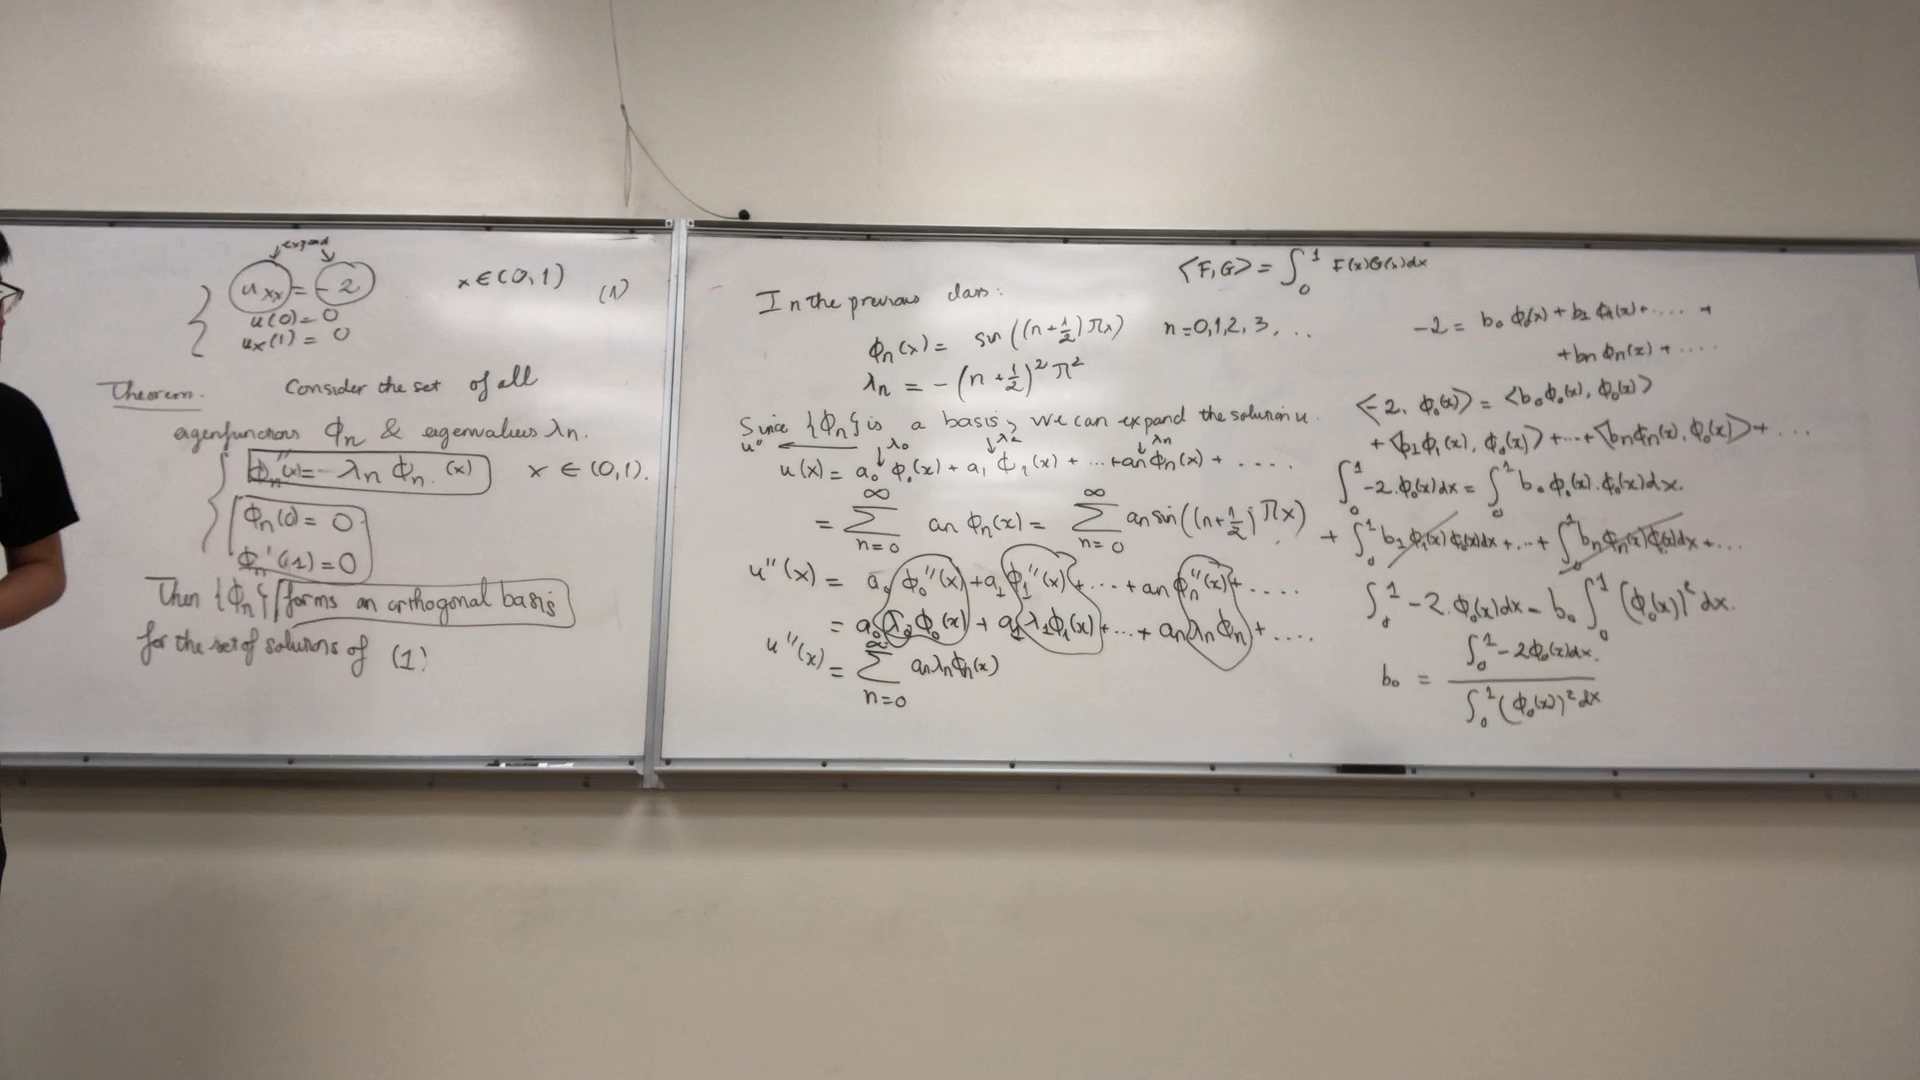 expand
u_xx = -2    x ∈ (0,1)    (1)
u(0) = 0
u_x(1) = 0
Theorem. Consider the set of all
eigenfunctions ϕ_n & eigenvalues λ_n.
ϕ_n''(x) = -λ_n ϕ_n (x)    x ∈ (0,1).
ϕ_n(0) = 0
ϕ_n'(1) = 0
Then {ϕ_n} forms an orthogonal basis
for the set of solutions of (1)
⟨F,G⟩ = ∫_0^1 F(x)G(x)dx
In the previous class:
ϕ_n(x) = sin((n+1/2)πx)    n=0,1,2,3,...
λ_n = -(n+1/2)^2 π^2
Since {ϕ_n} is a basis, we can expand the solution u.
u'' ← λ_0 λ_n
u(x) = a_0 ϕ_0(x) + a_1 ϕ_1(x) + ... + a_n ϕ_n(x) + ....
= ∑_{n=0}^∞ a_n ϕ_n(x) = ∑_{n=0}^∞ a_n sin((n+1/2)πx)
u''(x) = a_0 ϕ_0''(x) + a_1 ϕ_1''(x) + ... + a_n ϕ_n''(x) + ....
= a_0 λ_0 ϕ_0(x) + a_1 λ_1 ϕ_1(x) + ... + a_n λ_n ϕ_n + ....
u''(x) = ∑_{n=0}^∞ a_n λ_n ϕ_n(x)
-2 = b_0 ϕ_0(x) + b_1 ϕ_1(x) + .... +
+ b_n ϕ_n(x) + ....
⟨-2, ϕ_0(x)⟩ = ⟨b_0 ϕ_0(x), ϕ_0(x)⟩
+ ⟨b_1 ϕ_1(x), ϕ_0(x)⟩ + ... + ⟨b_n ϕ_n(x), ϕ_0(x)⟩ + ...
∫_0^1 -2.ϕ_0(x)dx = ∫_0^1 b_0 ϕ_0(x).ϕ_0(x)dx.
+ ∫_0^1 b_1 ϕ_1(x) ϕ_0(x)dx + ... + ∫_0^1 b_n ϕ_n(x) ϕ_0(x)dx + ...
∫_0^1 -2.ϕ_0(x)dx = b_0 ∫_0^1 (ϕ_0(x))^2 dx.
b_0 = ∫_0^1 -2ϕ_0(x)dx. / ∫_0^1 (ϕ_0(x))^2 dx